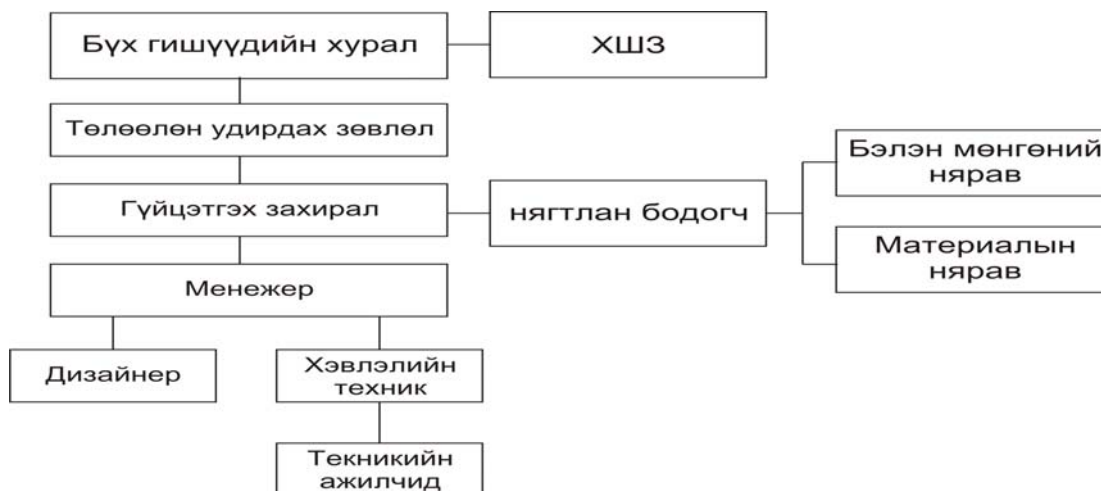 Бүх гишүүдийн хурал
ХШЗ
Төлөөлөн удирдах зөвлөл
Гүйцэтгэх захирал
нягтлан бодогч
Бэлэн мөнгөний
нярав
Материалын
нярав
Менежер
Дизайнер
Хэвлэлийн
техник
Текникийн
ажилчид